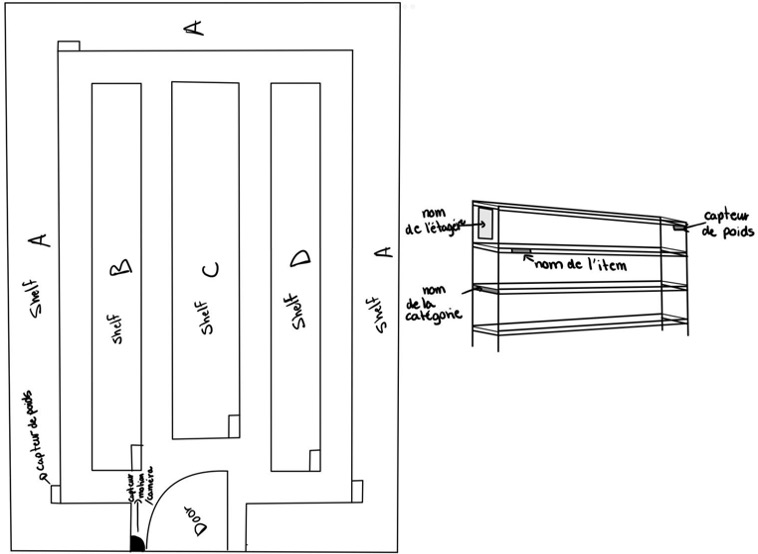 A
Shelf A
shelf B
Shelf C
Shelf D
Shelf A
capteur de poids
capteur
motion
/caméra
Door
nom
de l'étagère
capteur
de poids
nom de l'item
nom
de la
catégorie